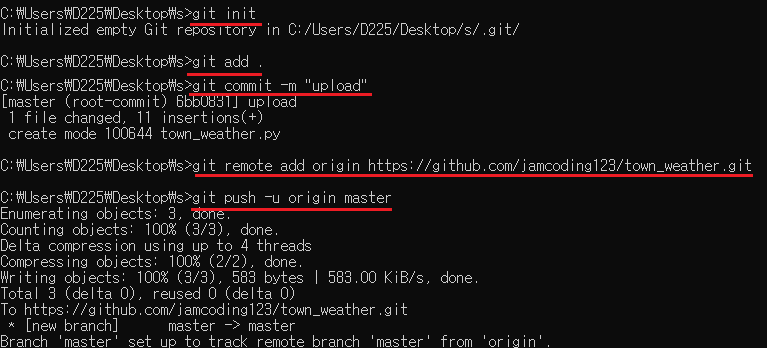 C:₩Users₩D225₩Desktop₩s>git init
Initialized empty Git repository in C:/Users/D225/Desktop/s/.git/
C:₩Users₩D225₩Desktop₩s>git add .
C:₩Users₩D225₩Desktop₩s>git commit -m "upload"
[master (root-commit) 6bb0831] upload
1 file changed, 11 insertions(+)
create mode 100644 town_weather.py
C:₩Users₩D225₩Desktop₩s>git remote add origin https://github.com/jamcoding123/town_weather.git
C:₩Users₩D225₩Desktop₩s>git push -u origin master
Enumerating objects: 3, done.
Counting objects: 100% (3/3), done.
Delta compression using up to 4 threads
Compressing objects: 100% (2/2), done.
Writing objects: 100% (3/3), 583 bytes | 583.00 KiB/s, done.
Total 3 (delta 0), reused 0 (delta 0)
To https://github.com/jamcoding123/town_weather.git
* [new branch]      master -> master
Branch 'master' set up to track remote branch 'master' from 'origin'.